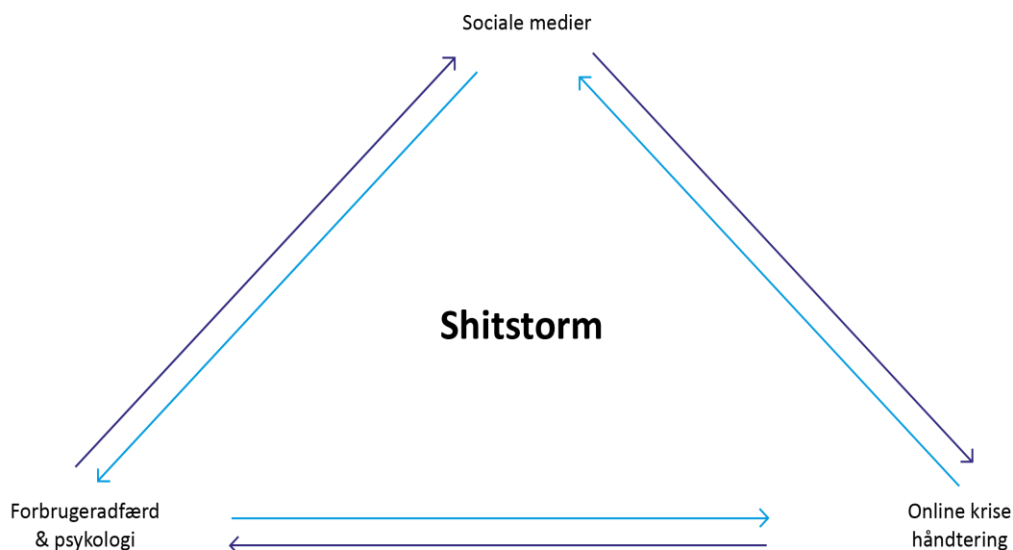 Sociale medier
Shitstorm
Forbrugeradfærd
& psykologi
Online krise
håndtering